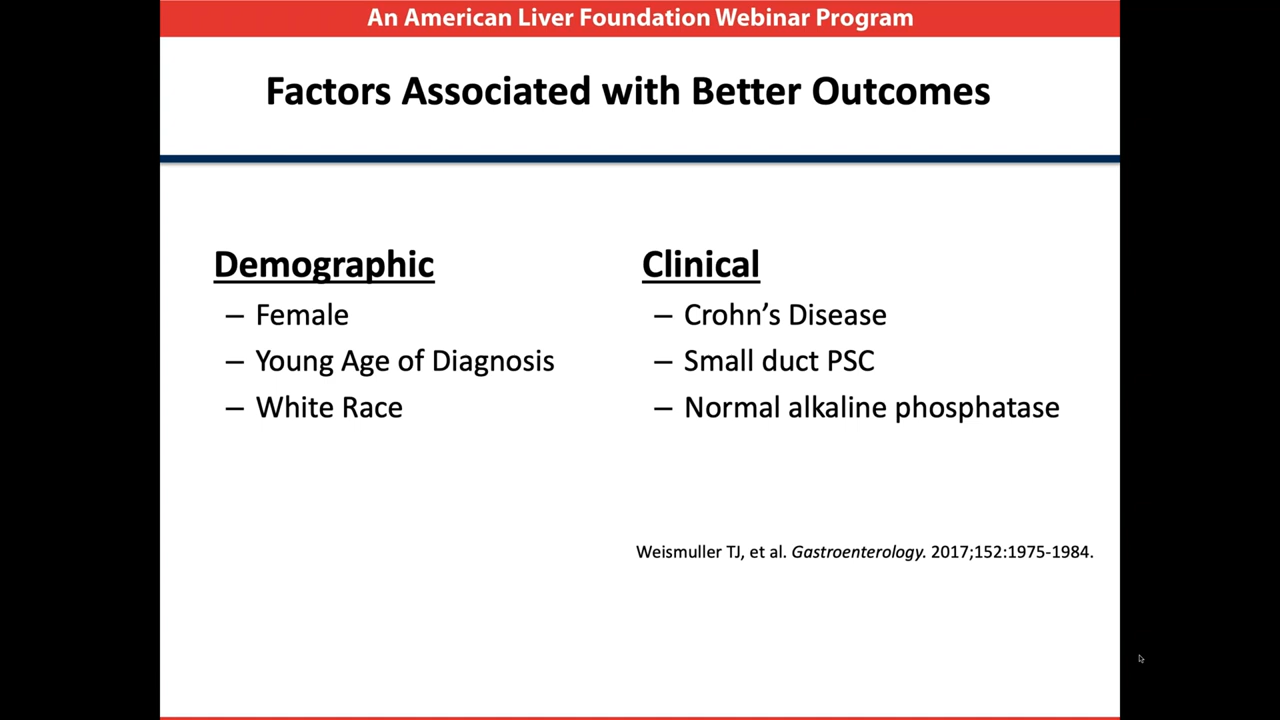 An American Liver Foundation Webinar Program
Factors Associated with Better Outcomes
Demographic
– Female
– Young Age of Diagnosis
– White Race
Clinical
– Crohn’s Disease
– Small duct PSC
– Normal alkaline phosphatase
Weismuller TJ, et al. Gastroenterology. 2017;152:1975-1984.